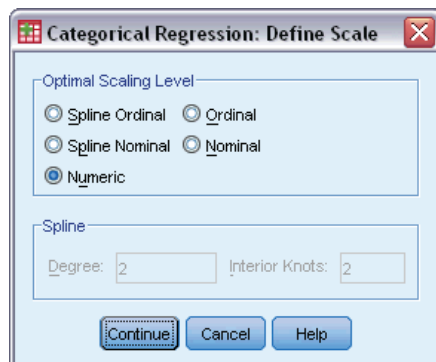 Categorical Regression: Define Scale
Optimal Scaling Level
Spline Ordinal Ordinal
Spline Nominal Nominal
Numeric
Spline
Degree: 2 Interior Knots: 2
Continue Cancel Help